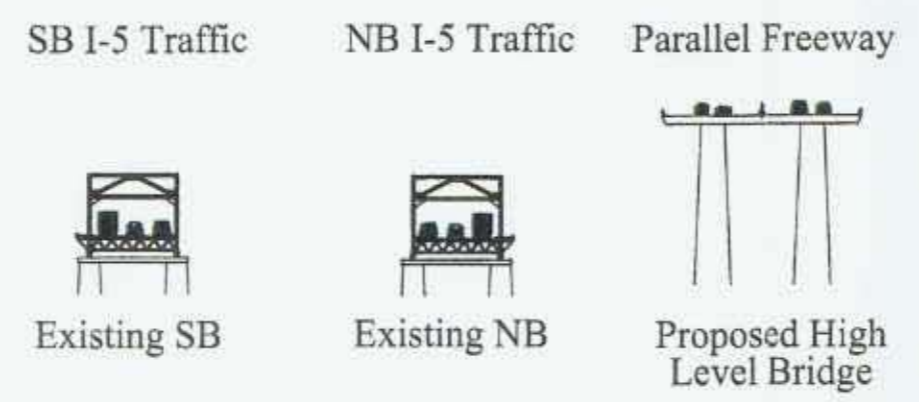 SB I-5 Traffic
NB I-5 Traffic
Parallel Freeway
Existing SB
Existing NB
Proposed High
Level Bridge